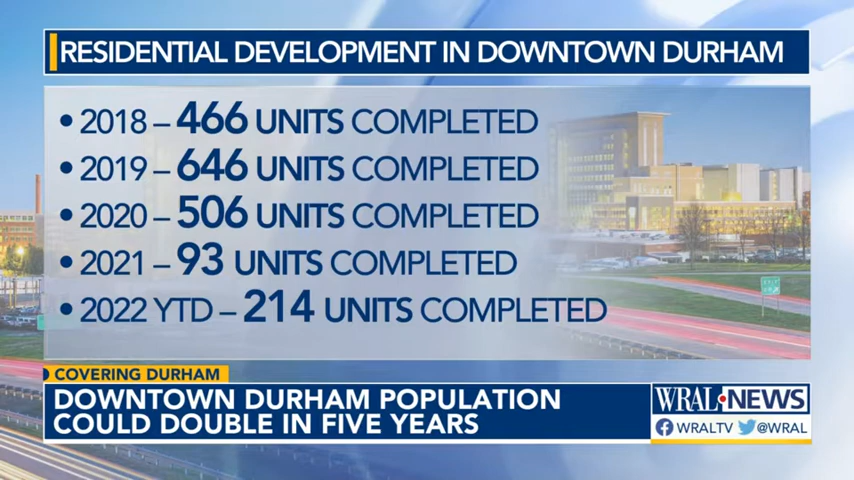 RESIDENTIAL DEVELOPMENT IN DOWNTOWN DURHAM
• 2018 – 466 UNITS COMPLETED
• 2019 – 646 UNITS COMPLETED
• 2020 – 506 UNITS COMPLETED
• 2021 – 93 UNITS COMPLETED
• 2022 YTD – 214 UNITS COMPLETED
COVERING DURHAM
DOWNTOWN DURHAM POPULATION
COULD DOUBLE IN FIVE YEARS
WRAL NEWS
WRALTV @WRAL